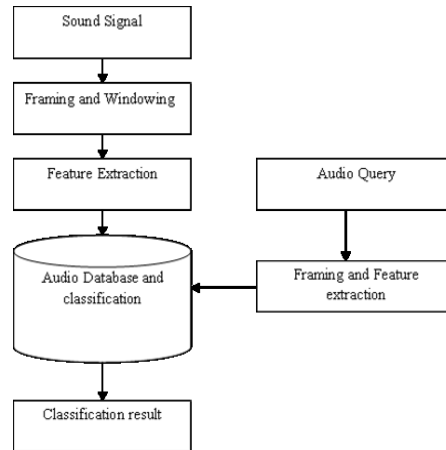 Sound Signal
Framing and Windowing
Feature Extraction
Audio Query
Audio Database and
classification
Framing and Feature
extraction
Classification result